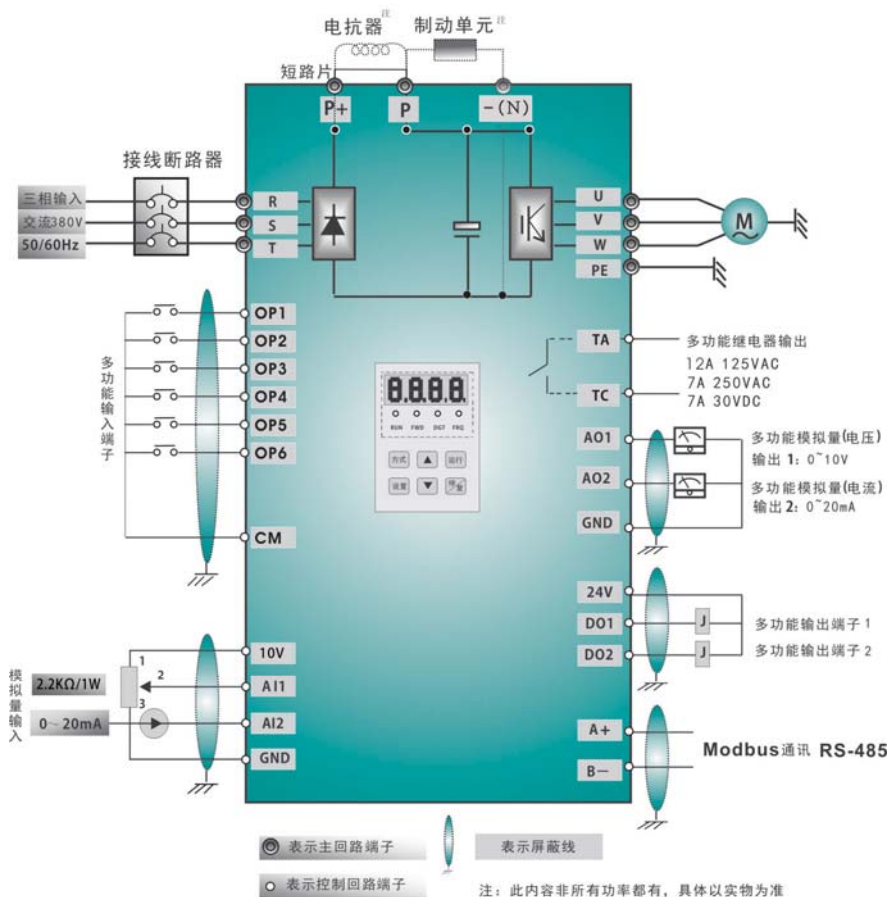 电抗器注 制动单元注
短路片
P+ P -(N)
接线断路器
三相输入
交流380V
50/60Hz
R
S
T
U
V
W
PE
M
OP1
OP2
OP3
OP4
OP5
OP6
CM
多功能输入端子
8.8.8.8.
RUN FWD DGT FRQ
方式 ▲ 运行
设置 ▼
TA
TC
多功能继电器输出
12A 125VAC
7A 250VAC
7A 30VDC
AO1
AO2
GND
多功能模拟量(电压)
输出 1: 0~10V
多功能模拟量(电流)
输出 2: 0~20mA
24V
DO1
DO2
J
J
多功能输出端子 1
多功能输出端子 2
10V
AI1
AI2
GND
模拟量输入
1
2
3
2.2KΩ/1W
0~20mA
A+
B-
Modbus通讯 RS-485
表示主回路端子
表示屏蔽线
表示控制回路端子
注: 此内容非所有功率都有, 具体以实物为准